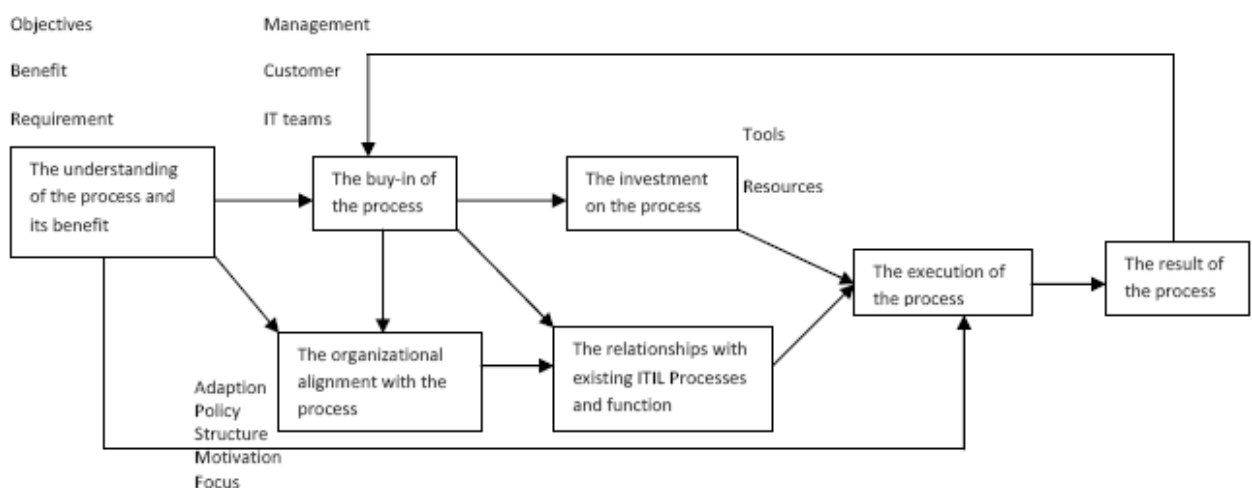 Objectives
Management
Benefit
Customer
Requirement
IT teams
The understanding
of the process and
its benefit
The buy-in of
the process
The investment
on the process
Tools
Resources
The execution of
the process
The result of
the process
The organizational
alignment with the
process
The relationships with
existing ITIL Processes
and function
Adaption
Policy
Structure
Motivation
Focus